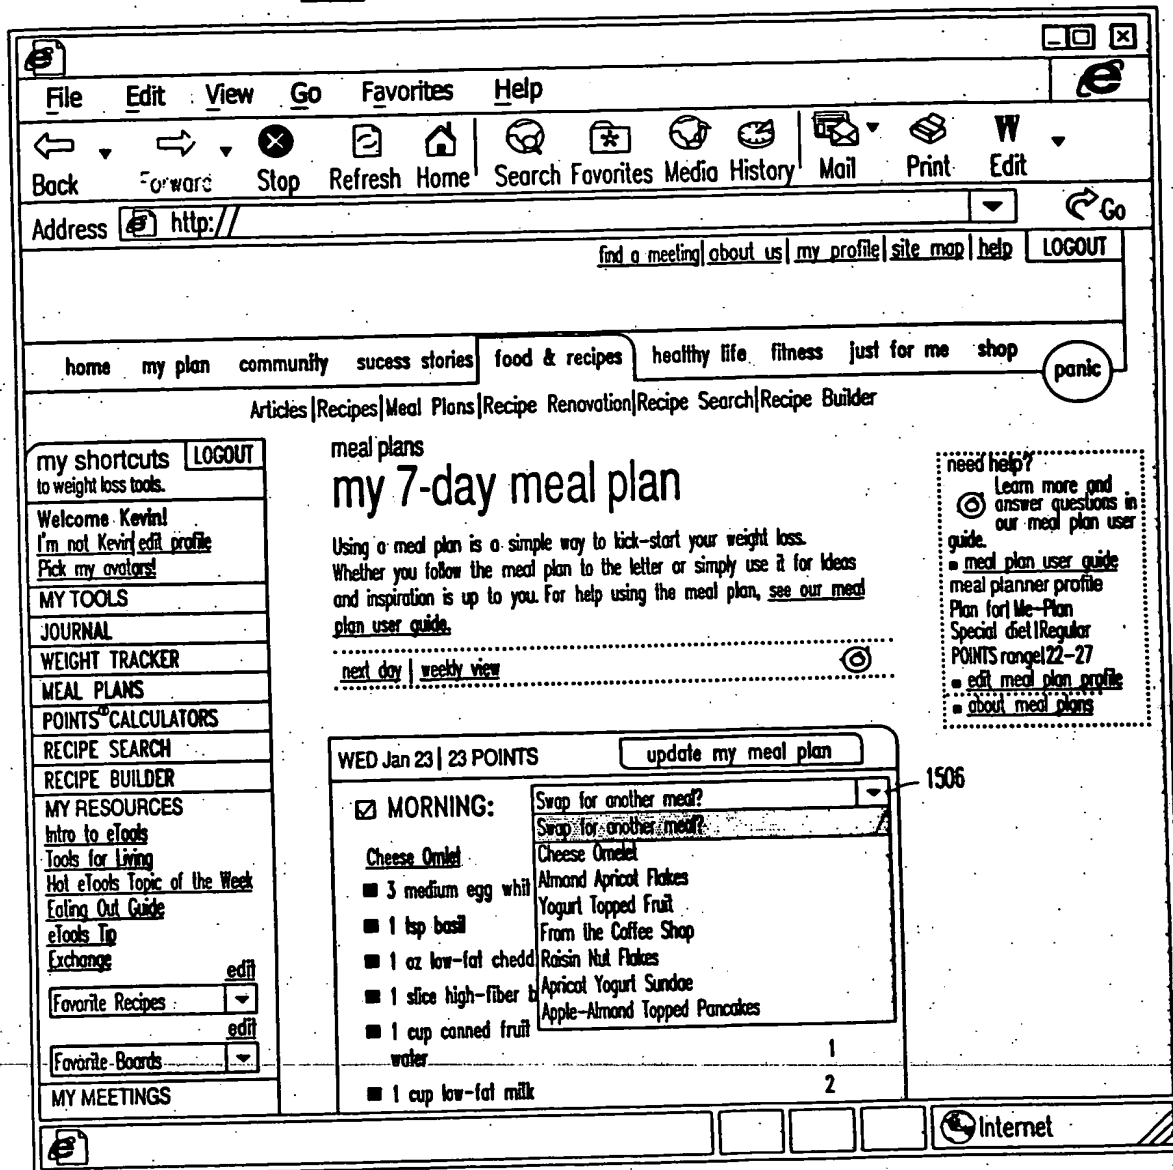 File Edit View Go Favorites Help
Back Forward Stop Refresh Home Search Favorites Media History Mail Print Edit
Address http:// Go
find a meeting|about us|my profile|site map|help LOGOUT
home my plan community sucess stories food & recipes healthy life fitness just for me shop panic
Articles|Recipes|Meal Plans|Recipe Renovation|Recipe Search|Recipe Builder
my shortcuts LOGOUT
to weight loss tools.
Welcome Kevin!
I'm not Kevin|edit profile
Pick my avatars!
MY TOOLS
JOURNAL
WEIGHT TRACKER
MEAL PLANS
POINTS® CALCULATORS
RECIPE SEARCH
RECIPE BUILDER
MY RESOURCES
Intro to eTools
Tools for Living
Hot eTools Topic of the Week
Eating Out Guide
eTools Tip
Exchange
edit
Favorite Recipes
edit
Favorite Boards
MY MEETINGS
meal plans
my 7-day meal plan
Using a meal plan is a simple way to kick-start your weight loss.
Whether you follow the meal plan to the letter or simply use it for ideas
and inspiration is up to you. For help using the meal plan, see our meal
plan user guide.
next day | weekly view
WED Jan 23 | 23 POINTS update my meal plan
MORNING:
Swap for another meal?
1506
Swap for another meal?
Cheese Omelet
Almond Apricot Flakes
Yogurt Topped Fruit
From the Coffee Shop
Raisin Nut Flakes
Apricot Yogurt Sundae
Apple-Almond Topped Pancakes
Cheese Omlet
3 medium egg whit
1 tsp basil
1 oz low-fat chedd
1 slice high-fiber b
1 cup canned fruit
water 1
1 cup low-fat milk 2
need help?
Learn more and
answer questions in
our meal plan user
guide.
meal plan user guide
meal planner profile
Plan for|Me-Plan
Special diet|Regular
POINTS range|22-27
edit meal plan profile
about meal plans
Internet